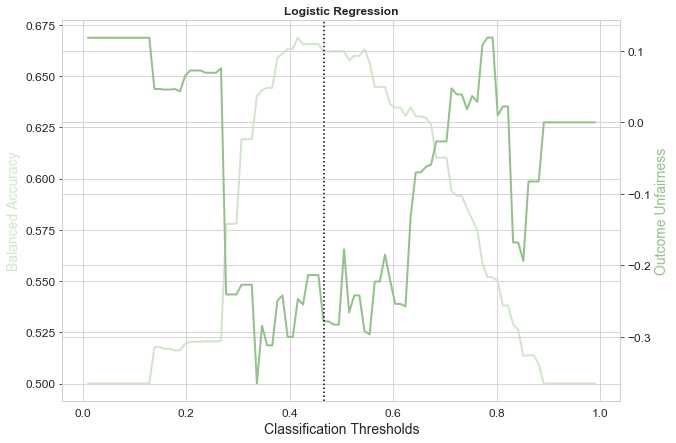 Logistic Regression
0.675
0.650
0.625
0.600
0.575
0.550
0.525
0.500
Balanced Accuracy
0.1
0.0
−0.1
−0.2
−0.3
Outcome Unfairness
0.0 0.2 0.4 0.6 0.8 1.0
Classification Thresholds